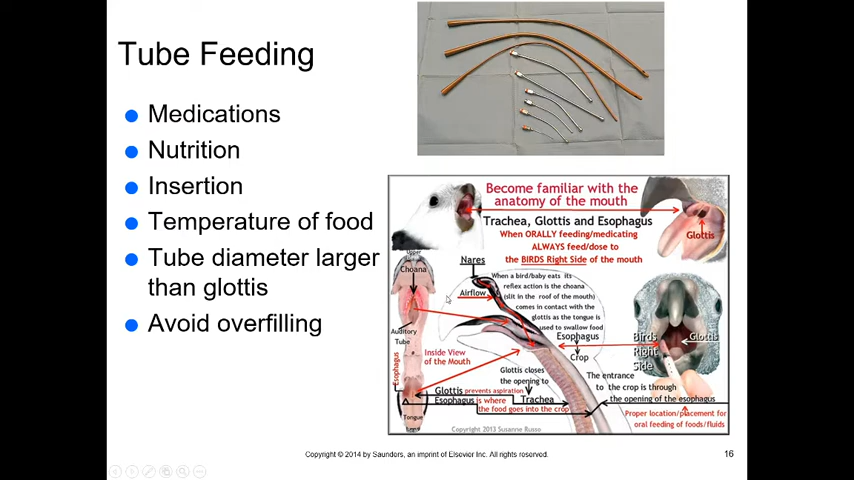 Tube Feeding
Medications
Nutrition
Insertion
Temperature of food
Tube diameter larger
than glottis
Avoid overfilling
Become familiar with the
anatomy of the mouth
Trachea, Glottis and Esophagus
When ORALLY feeding/medicating
ALWAYS feed/dose to
the BIRDS Right Side of the mouth
Glottis
Upper
Choana
Nares
Airflow
When a bird/baby eats its
reflex action is the choana
(slit in the roof of the mouth)
comes in contact with the
glottis as the tongue is
used to swallow food
Auditory
Tube
Esophagus
Inside View
of the Mouth
Esophagus
Crop
Birds
Right
Side
Glottis
Glottis closes
the opening to
Trachea
The entrance
to the crop is through
the opening of the esophagus
Glottis prevents aspiration
Esophagus is where
the food goes into the crop
Tongue
Proper location/placement for
oral feeding of foods/fluids
Copyright 2013 Susanne Russo
Copyright © 2014 by Saunders, an imprint of Elsevier Inc. All rights reserved.
16